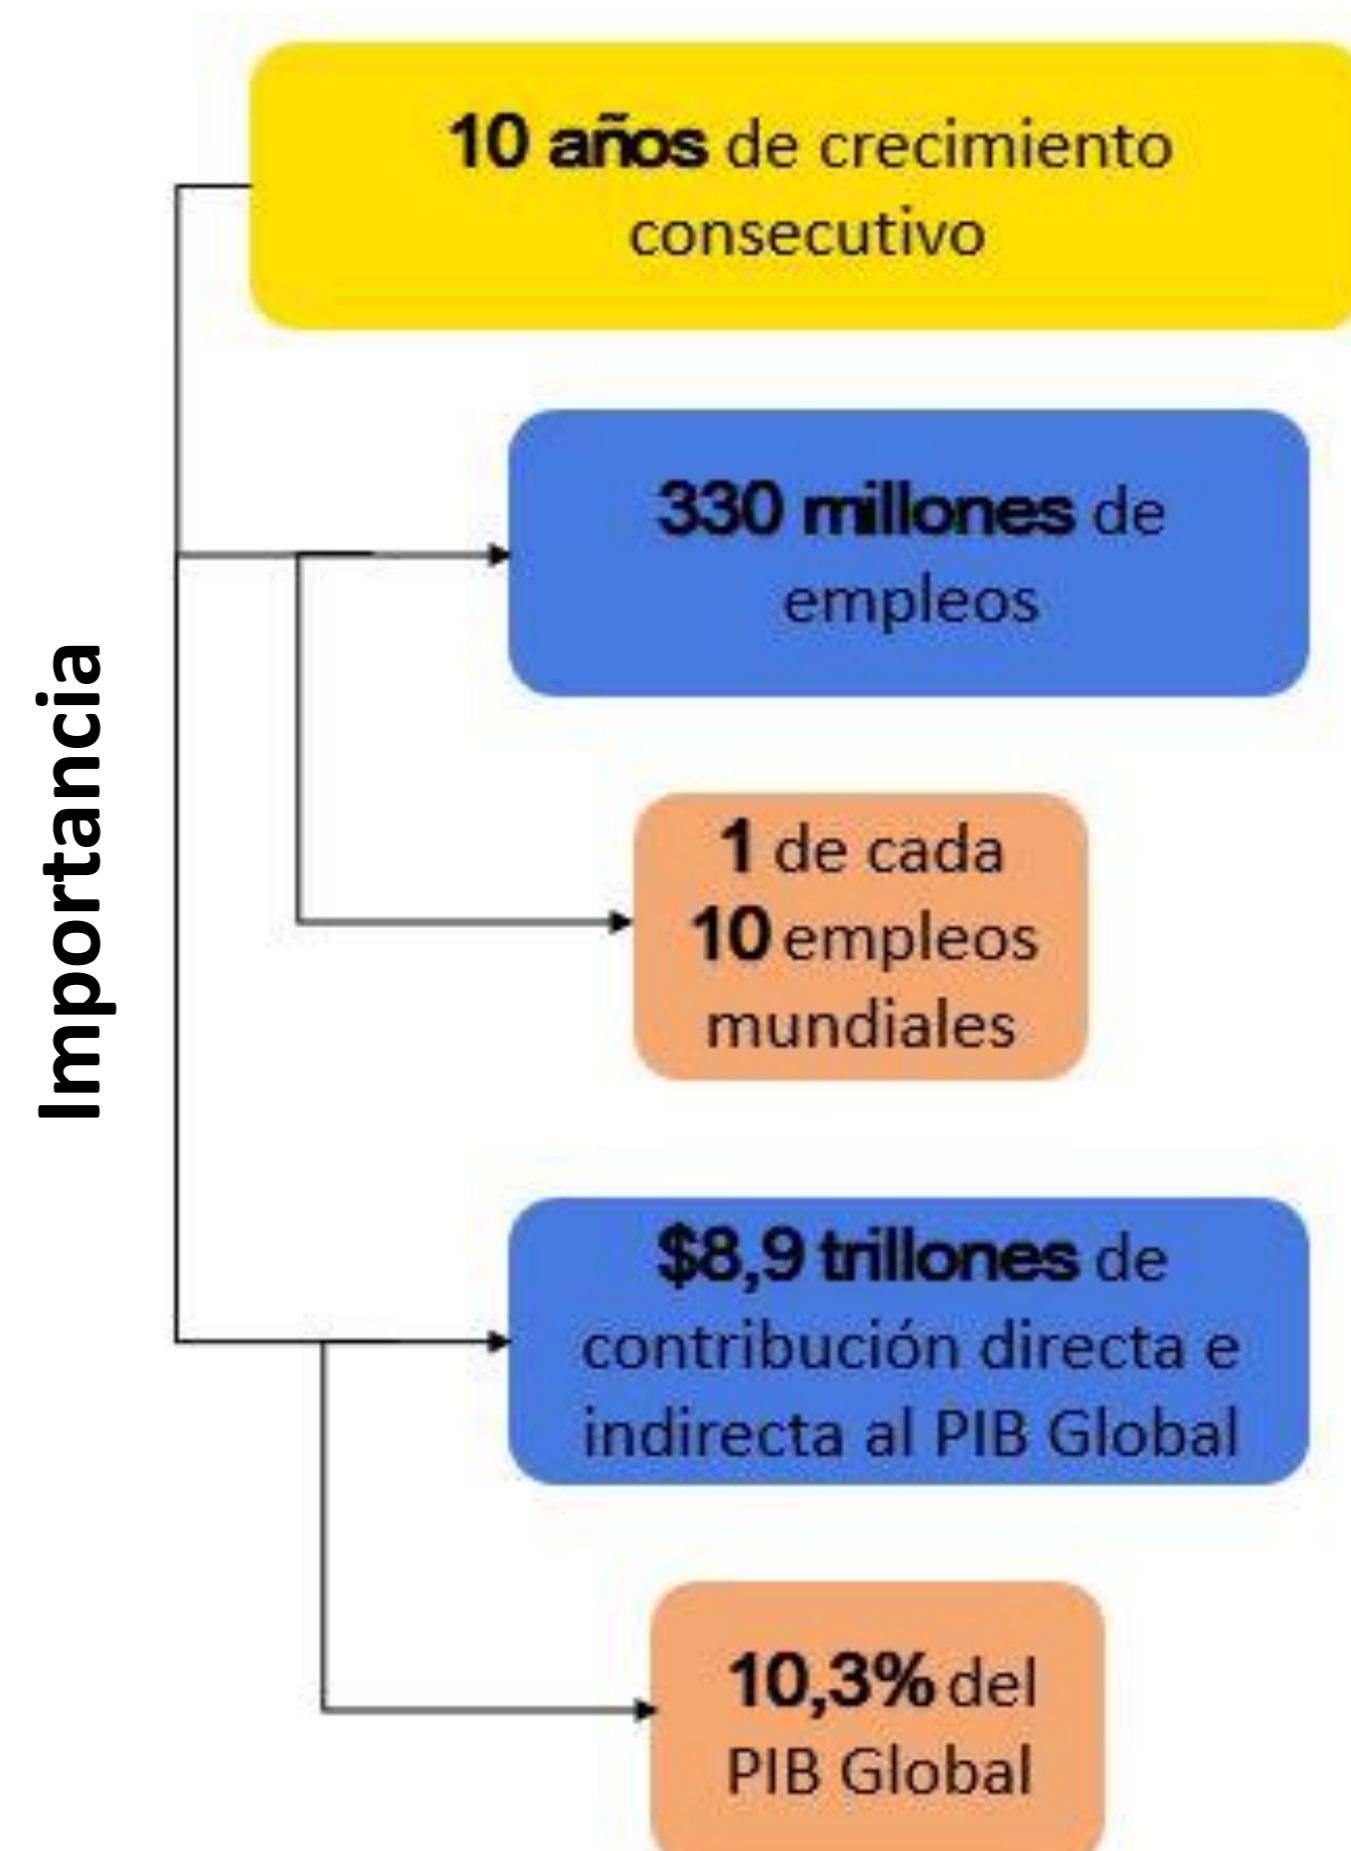 Importancia
10 años de crecimiento
consecutivo
330 millones de
empleos
1 de cada
10 empleos
mundiales
$8,9 trillones de
contribución directa e
indirecta al PIB Global
10,3% del
PIB Global